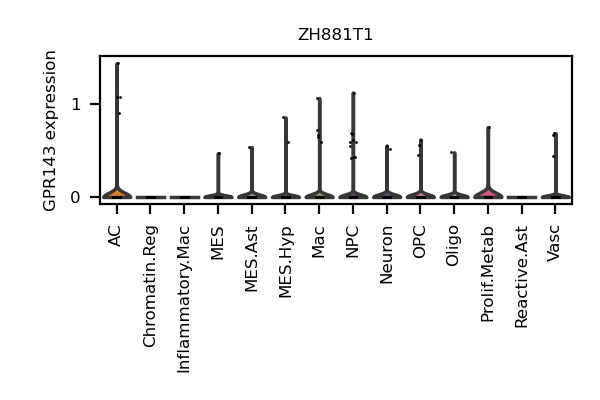 ZH881T1
GPR143 expression
1
0
AC
Chromatin.Reg
Inflammatory.Mac
MES
MES.Ast
MES.Hyp
Mac
NPC
Neuron
OPC
Oligo
Prolif.Metab
Reactive.Ast
Vasc